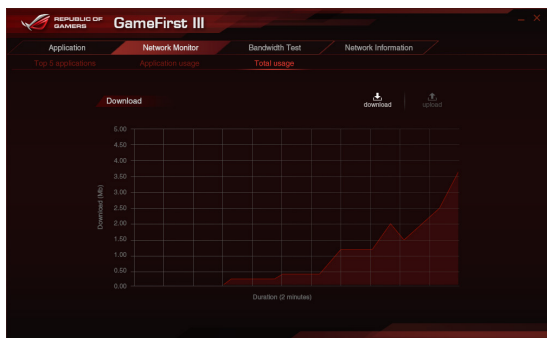 REPUBLIC OF
GAMERS
GameFirst III
Application
Network Monitor
Bandwidth Test
Network Information
Top 5 applications
Application usage
Total usage
Download
download
upload
5.00
4.50
4.00
3.50
3.00
2.50
2.00
1.50
1.00
0.50
0.00
Download (Mb)
Duration (2 minutes)